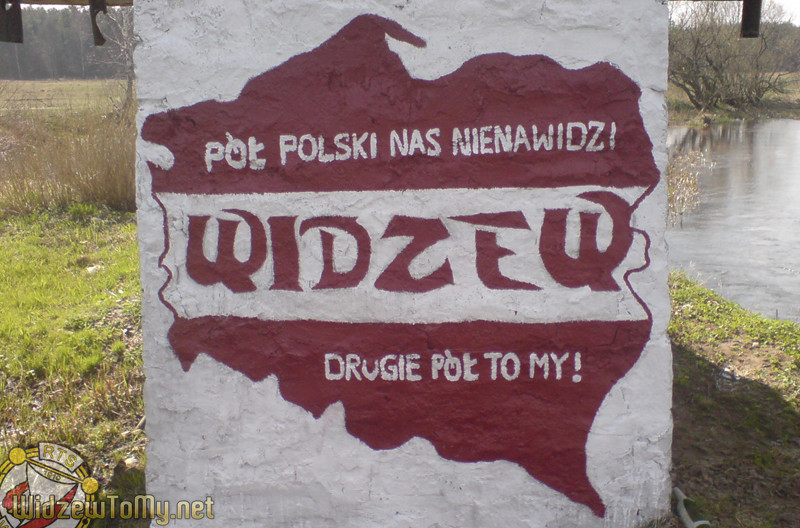 PÓŁ POLSKI NAS NIENAWIDZI
WIDZEW
DRUGIE PÓŁ TO MY!
RTS
WidzewToMy.net